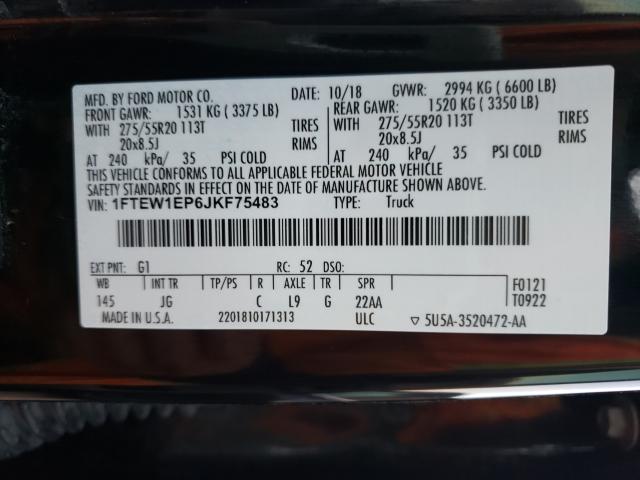 MFD. BY FORD MOTOR CO.
DATE: 10/18 GVWR: 2994 KG ( 6600 LB)
FRONT GAWR: 1531 KG ( 3375 LB)
REAR GAWR: 1520 KG ( 3350 LB)
WITH 275/55R20 113T TIRES
WITH 275/55R20 113T TIRES
20x8.5J RIMS
20x8.5J RIMS
AT 240 kPa/ 35 PSI COLD
AT 240 kPa/ 35 PSI COLD
THIS VEHICLE CONFORMS TO ALL APPLICABLE FEDERAL MOTOR VEHICLE
SAFETY STANDARDS IN EFFECT ON THE DATE OF MANUFACTURE SHOWN ABOVE.
VIN: 1FTEW1EP6JKF75483 TYPE: Truck
EXT PNT: G1 RC: 52 DSO:
WB INT TR TP/PS R AXLE TR SPR
145 JG C L9 G 22AA
F0121
T0922
MADE IN U.S.A. 2201810171313 ULC ▽ 5U5A-3520472-AA